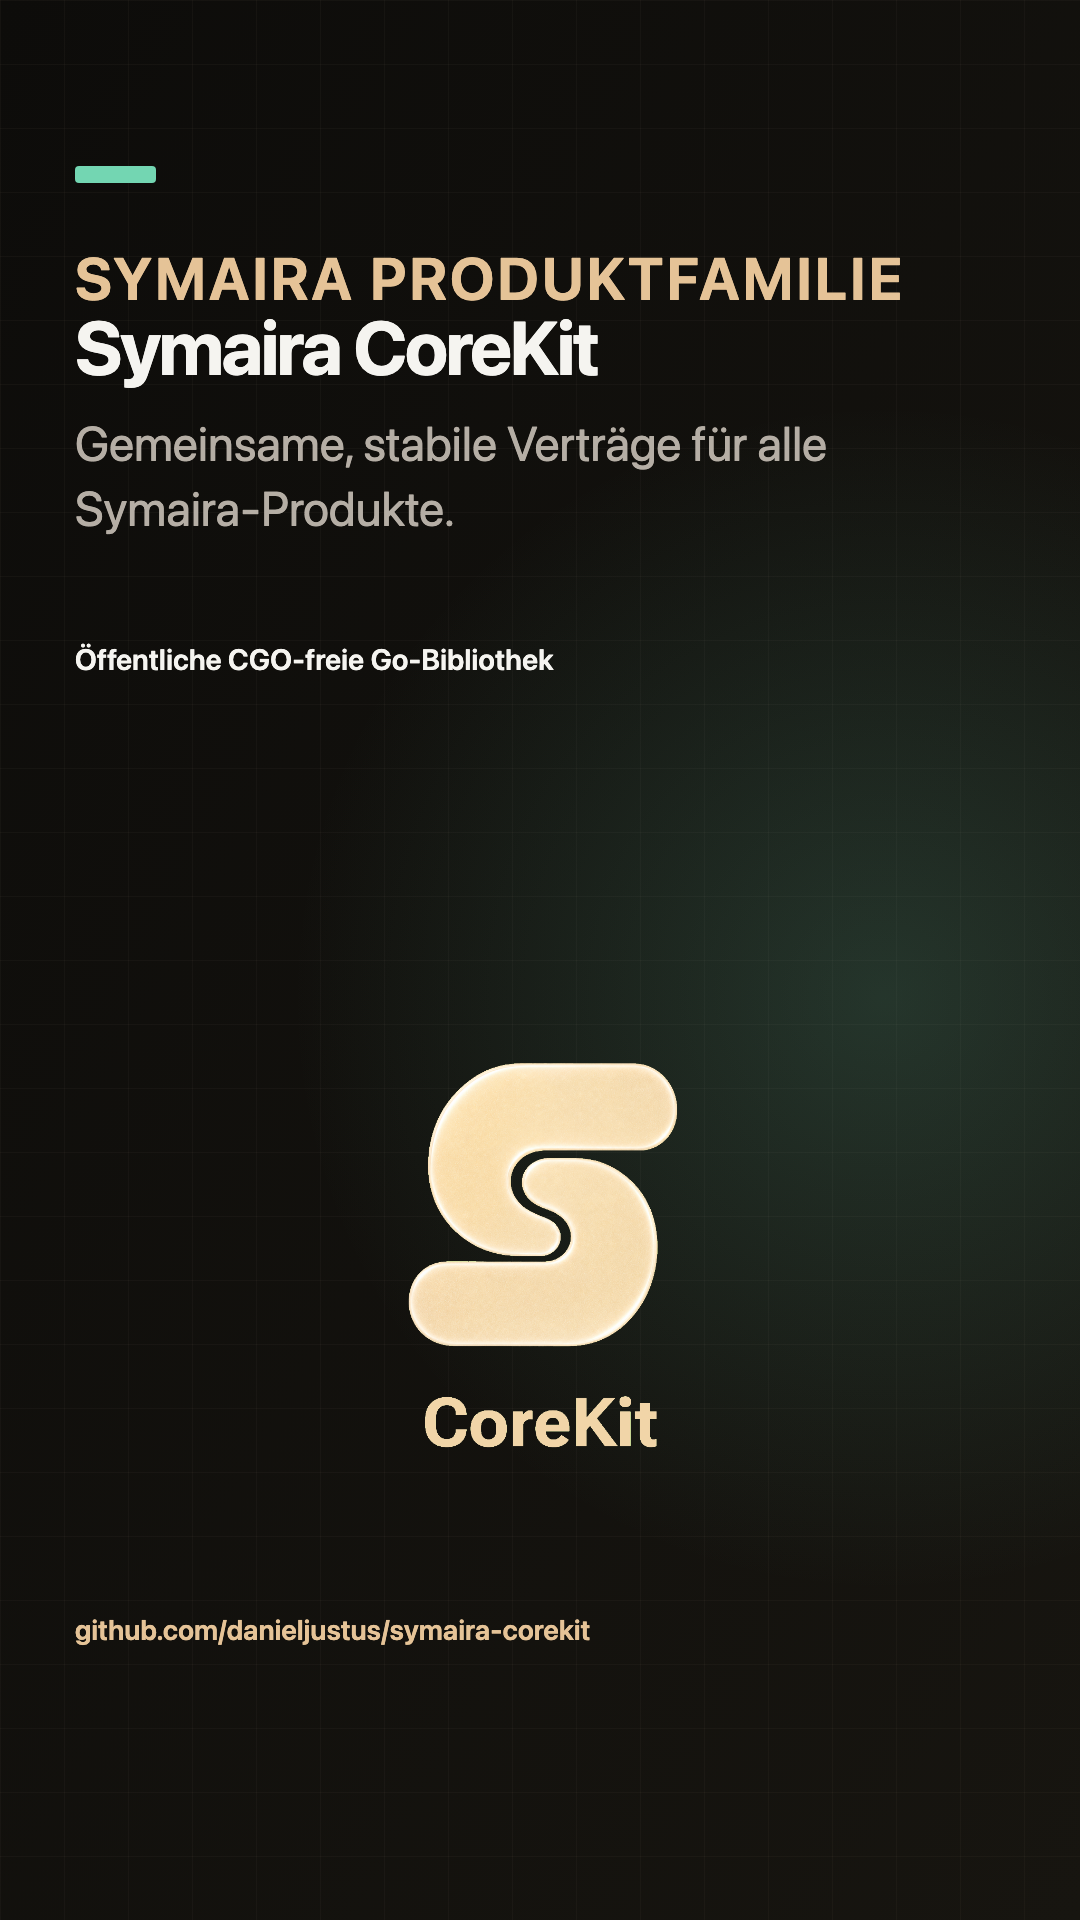 SYMAIRA PRODUKTFAMILIE
Symaira CoreKit
Gemeinsame, stabile Verträge für alle
Symaira-Produkte.
Öffentliche CGO-freie Go-Bibliothek
CoreKit
github.com/danieljustus/symaira-corekit